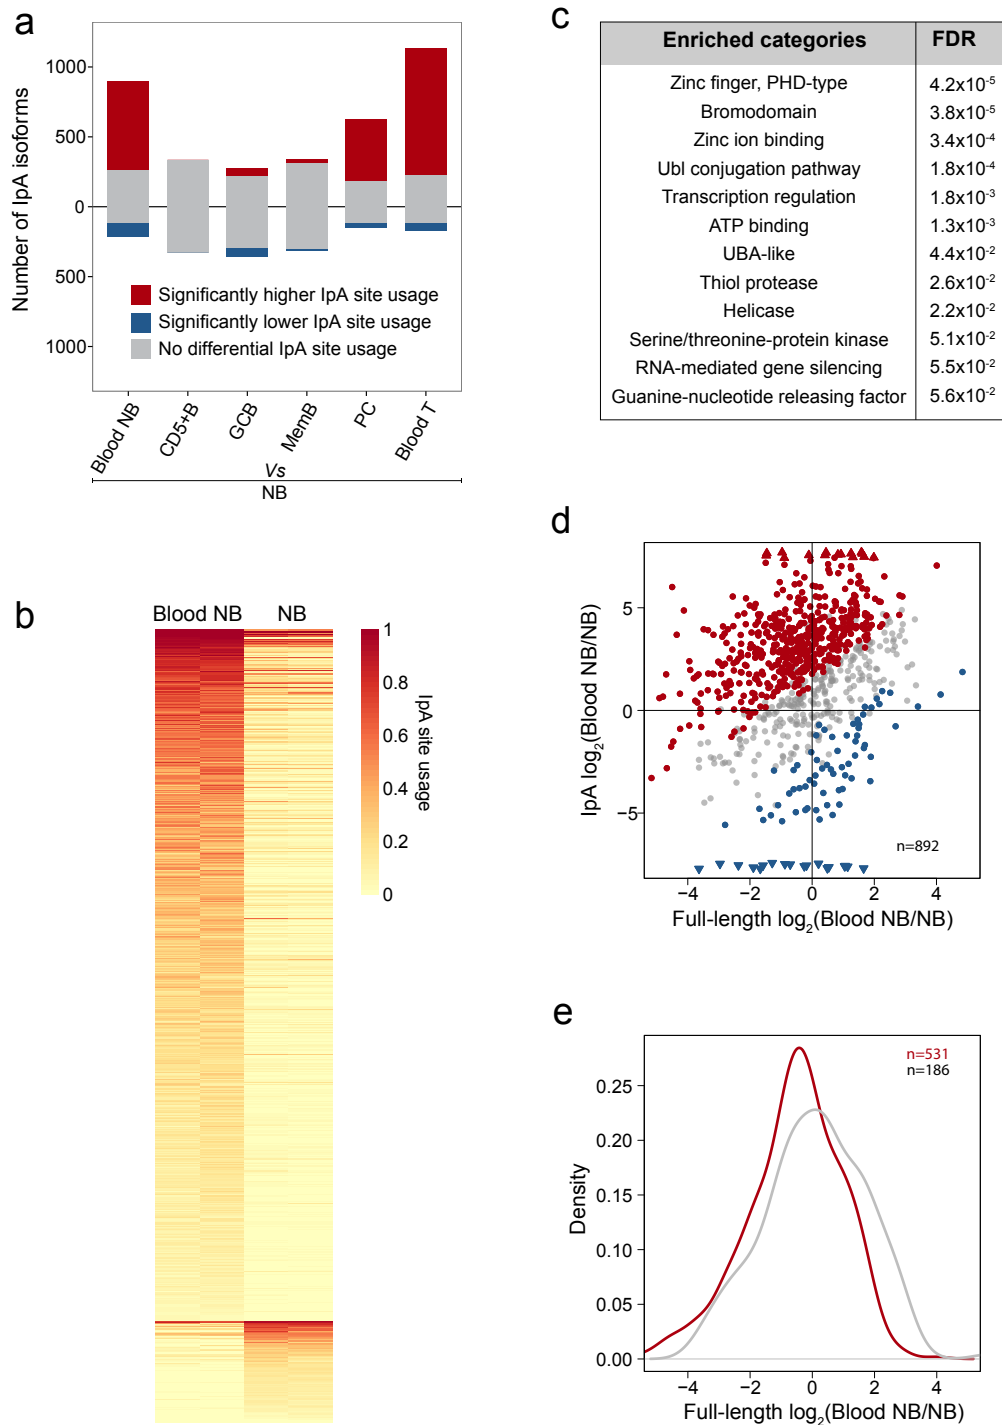 a
Number of IpA isoforms
1000
500
0
500
1000
Significantly higher IpA site usage
Significantly lower IpA site usage
No differential IpA site usage
Blood NB
CD5+B
GCB
MemB
PC
Blood T
Vs
NB
b
Blood NB NB
1
0.8
0.6
0.4
0.2
0
IpA site usage
c
Enriched categories FDR
Zinc finger, PHD-type 4.2x10⁻⁵
Bromodomain 3.8x10⁻⁵
Zinc ion binding 3.4x10⁻⁴
Ubl conjugation pathway 1.8x10⁻⁴
Transcription regulation 1.8x10⁻³
ATP binding 1.3x10⁻³
UBA-like 4.4x10⁻²
Thiol protease 2.6x10⁻²
Helicase 2.2x10⁻²
Serine/threonine-protein kinase 5.1x10⁻²
RNA-mediated gene silencing 5.5x10⁻²
Guanine-nucleotide releasing factor 5.6x10⁻²
d
IpA log₂(Blood NB/NB)
5
0
−5
n=892
−4 −2 0 2 4
Full-length log₂(Blood NB/NB)
e
n=531
n=186
Density
0.25
0.20
0.15
0.10
0.05
0.00
−4 −2 0 2 4
Full-length log₂(Blood NB/NB)